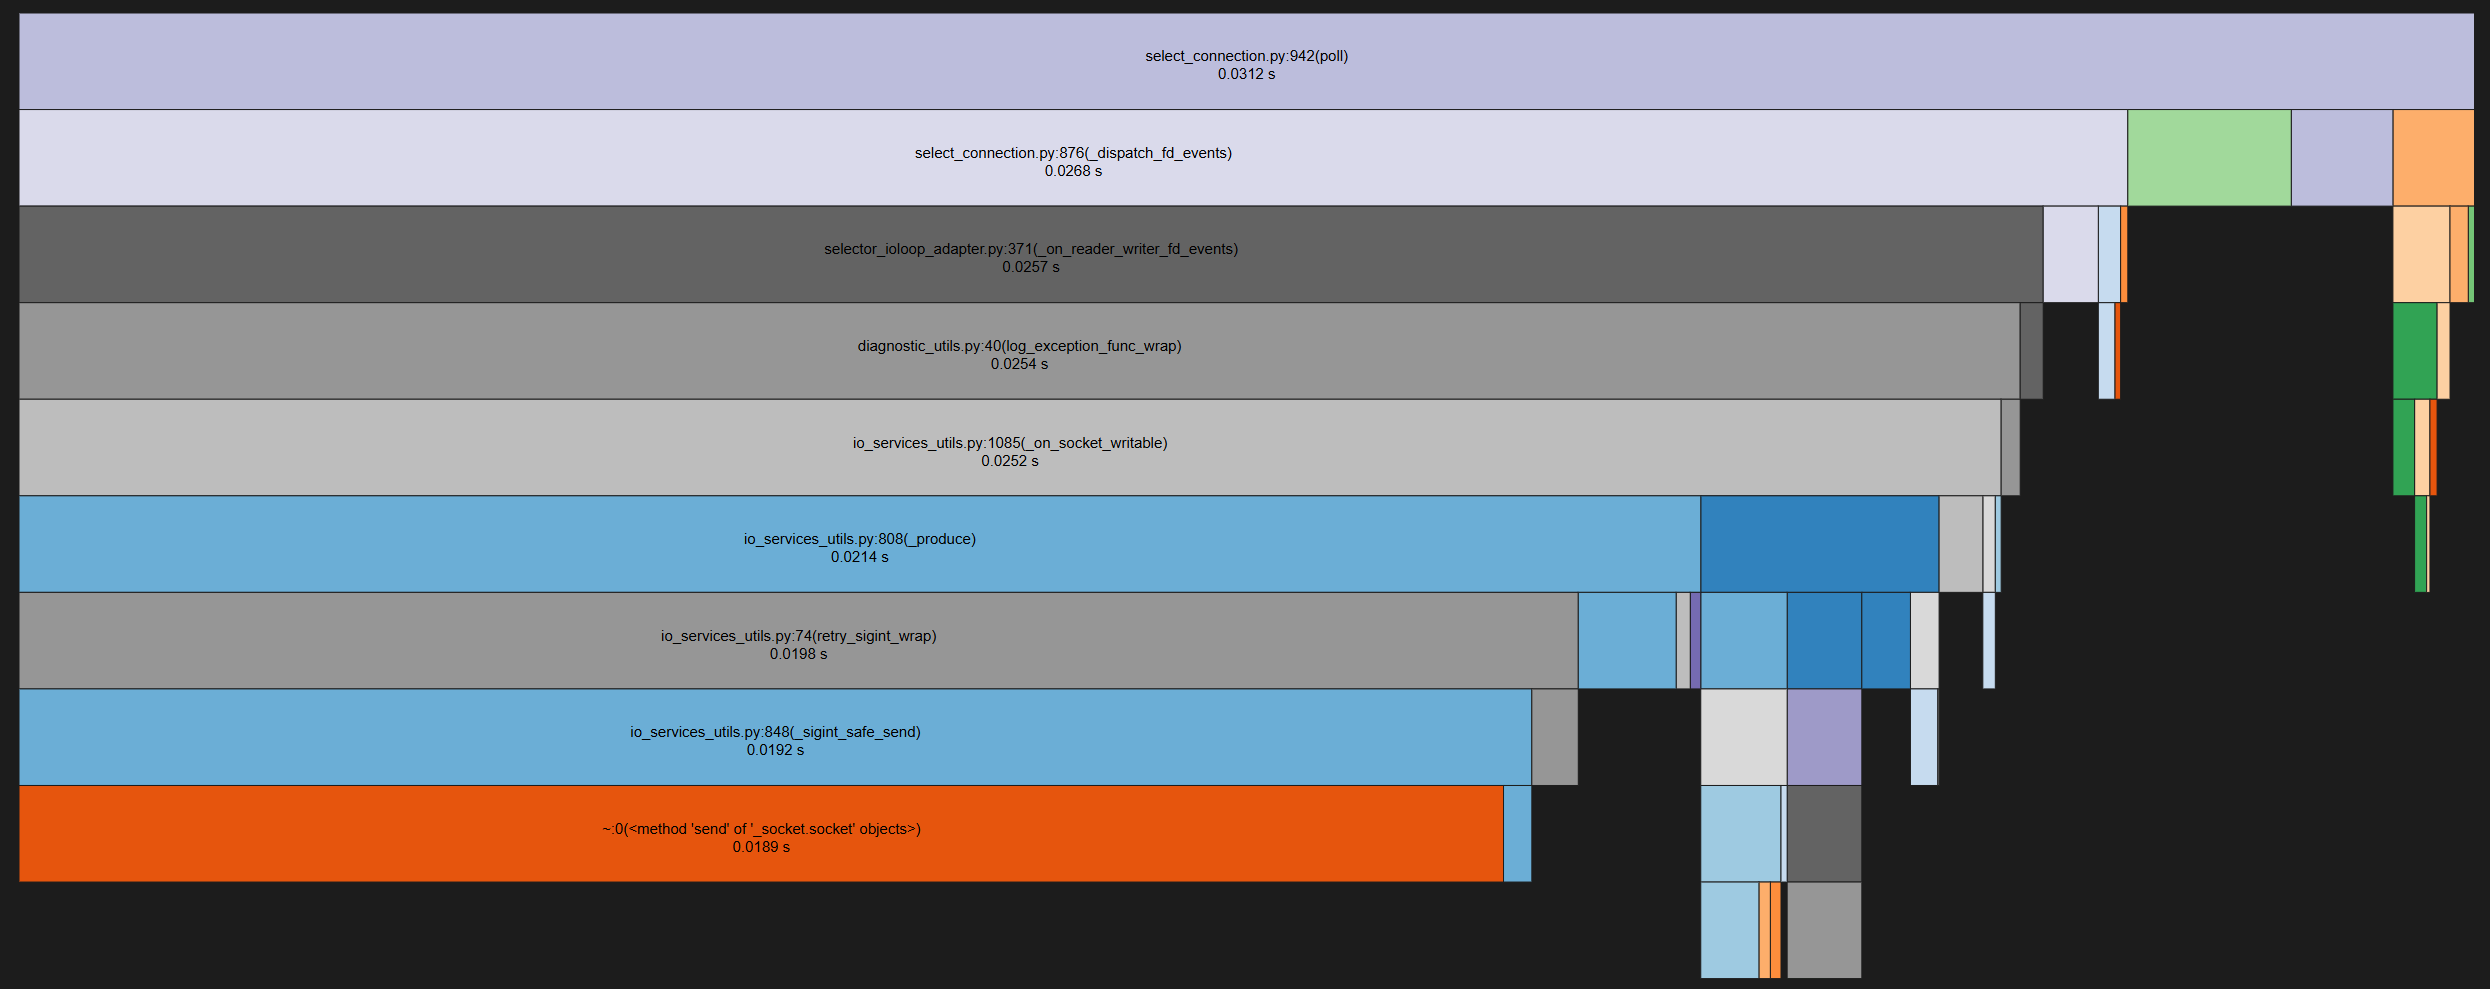 select_connection.py:942(poll)
0.0312 s
select_connection.py:876(_dispatch_fd_events)
0.0268 s
selector_ioloop_adapter.py:371(_on_reader_writer_fd_events)
0.0257 s
diagnostic_utils.py:40(log_exception_func_wrap)
0.0254 s
io_services_utils.py:1085(_on_socket_writable)
0.0252 s
io_services_utils.py:808(_produce)
0.0214 s
io_services_utils.py:74(retry_sigint_wrap)
0.0198 s
io_services_utils.py:848(_sigint_safe_send)
0.0192 s
~:0(<method 'send' of '_socket.socket' objects>)
0.0189 s